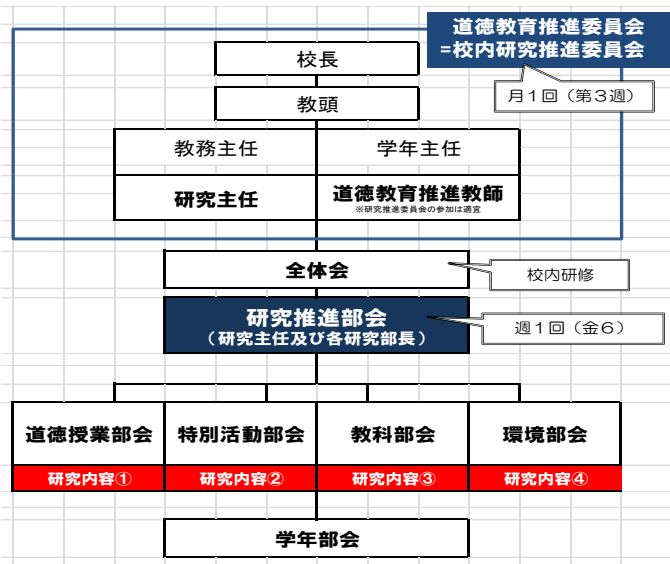 道徳教育推進委員会
=校内研究推進委員会
校長
月1回（第3週）
教頭
教務主任
学年主任
研究主任
道徳教育推進教師
※研究推進委員会の参加は適宜
全体会
校内研修
研究推進部会
（研究主任及び各研究部長）
週1回（金6）
道徳授業部会
特別活動部会
教科部会
環境部会
研究内容①
研究内容②
研究内容③
研究内容④
学年部会